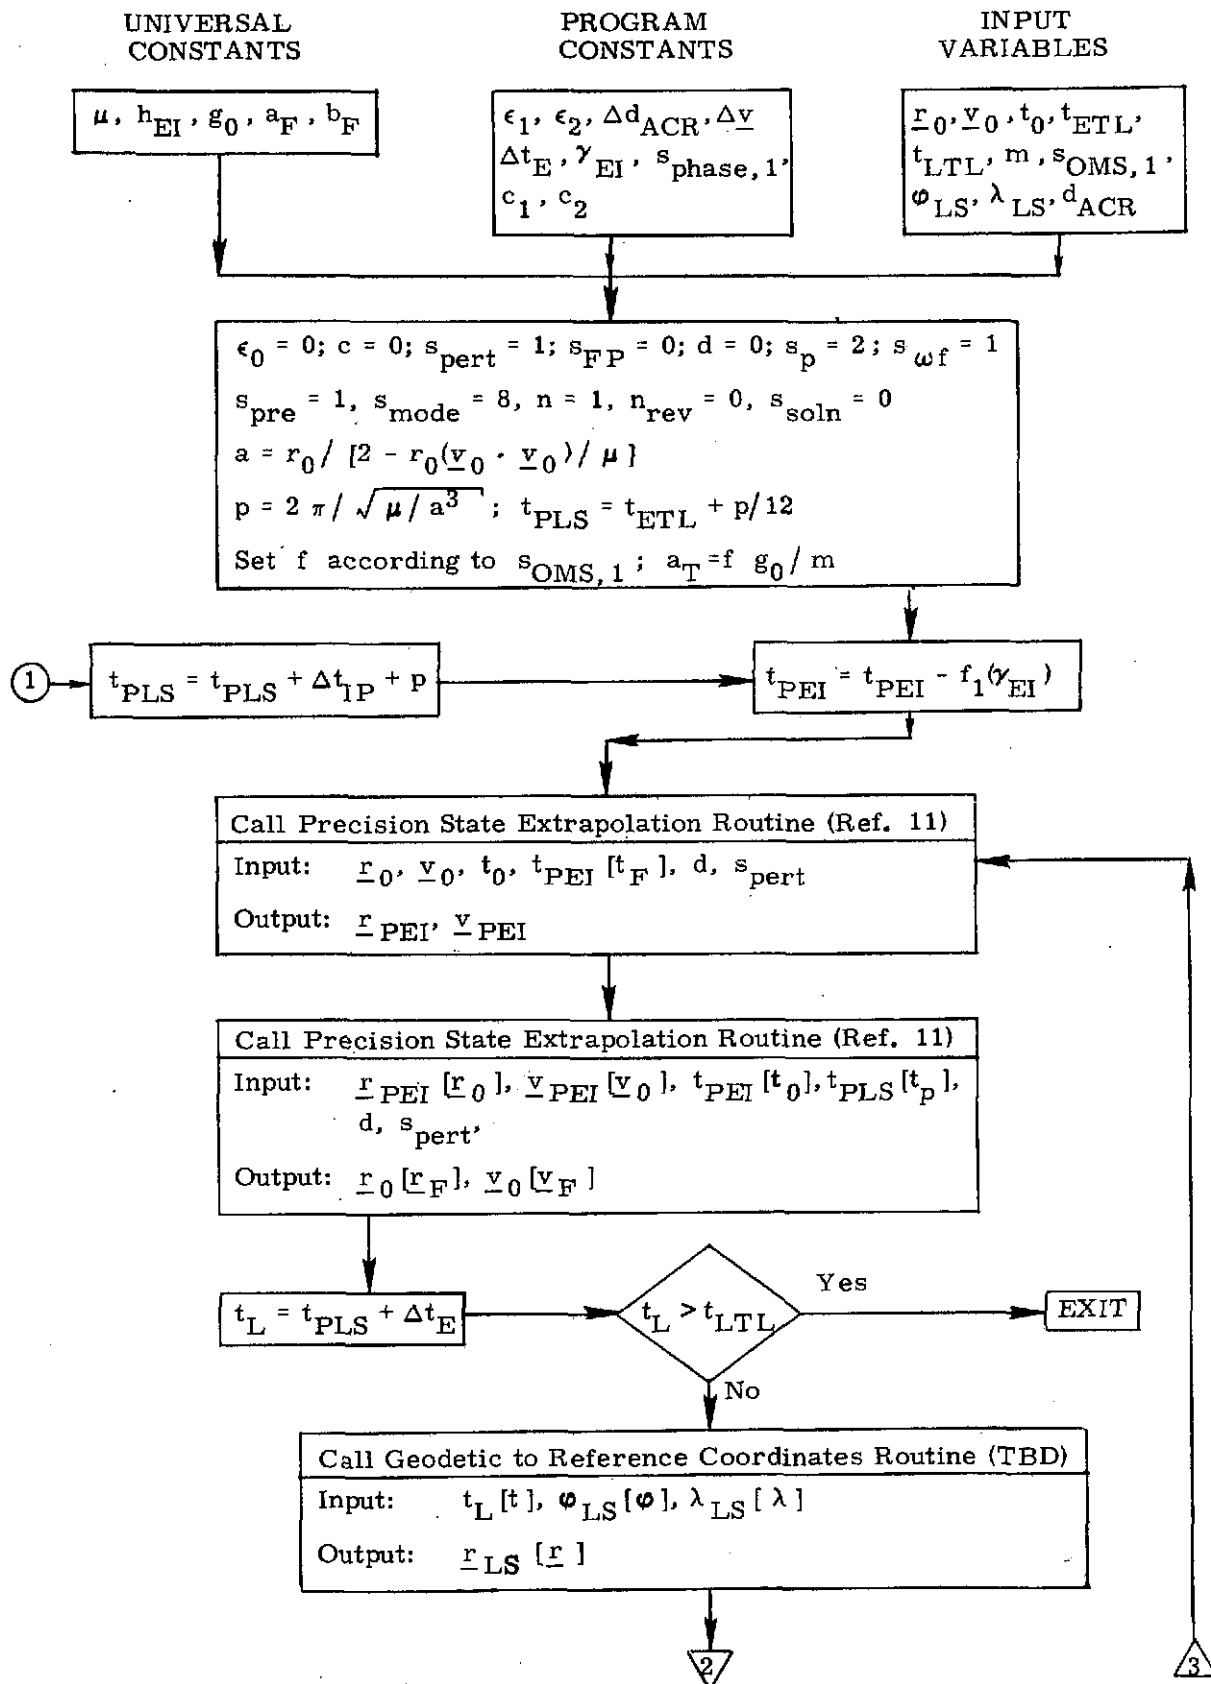 UNIVERSAL
CONSTANTS
PROGRAM
CONSTANTS
INPUT
VARIABLES
μ, h_EI, g_0, a_F, b_F
ϵ_1, ϵ_2, Δd_ACR, Δv
Δt_E, γ_EI, s_phase, 1,
c_1, c_2
r_0, v_0, t_0, t_ETL,
t_LTL, m, s_OMS, 1,
φ_LS, λ_LS, d_ACR
ϵ_0 = 0; c = 0; s_pert = 1; s_FP = 0; d = 0; s_p = 2; s_ωf = 1
s_pre = 1, s_mode = 8, n = 1, n_rev = 0, s_soln = 0
a = r_0 / [2 - r_0(v_0 · v_0)/ μ]
p = 2 π/ √μ/a^3 ; t_PLS = t_ETL + p/12
Set f according to s_OMS, 1 ; a_T = f g_0/ m
1
t_PLS = t_PLS + Δt_IP + p
t_PEI = t_PEI - f_1(γ_EI)
Call Precision State Extrapolation Routine (Ref. 11)
Input: r_0, v_0, t_0, t_PEI [t_F], d, s_pert
Output: r_PEI, v_PEI
Call Precision State Extrapolation Routine (Ref. 11)
Input: r_PEI [r_0], v_PEI [v_0], t_PEI [t_0], t_PLS [t_p],
d, s_pert,
Output: r_0 [r_F], v_0 [v_F]
t_L = t_PLS + Δt_E
t_L > t_LTL
Yes
EXIT
No
Call Geodetic to Reference Coordinates Routine (TBD)
Input: t_L [t], φ_LS [φ], λ_LS [λ]
Output: r_LS [r]
2
3